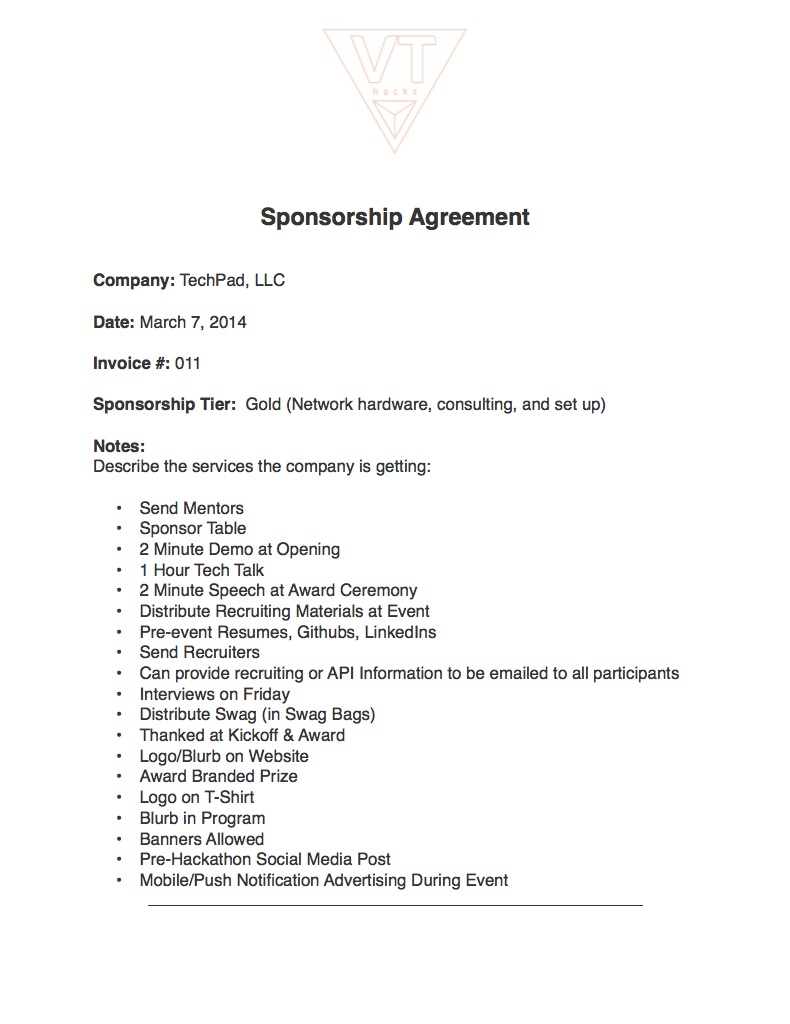 VT
hacks
Sponsorship Agreement
Company: TechPad, LLC
Date: March 7, 2014
Invoice #: 011
Sponsorship Tier:  Gold (Network hardware, consulting, and set up)
Notes:
Describe the services the company is getting:
• Send Mentors
• Sponsor Table
• 2 Minute Demo at Opening
• 1 Hour Tech Talk
• 2 Minute Speech at Award Ceremony
• Distribute Recruiting Materials at Event
• Pre-event Resumes, Githubs, LinkedIns
• Send Recruiters
• Can provide recruiting or API Information to be emailed to all participants
• Interviews on Friday
• Distribute Swag (in Swag Bags)
• Thanked at Kickoff & Award
• Logo/Blurb on Website
• Award Branded Prize
• Logo on T-Shirt
• Blurb in Program
• Banners Allowed
• Pre-Hackathon Social Media Post
• Mobile/Push Notification Advertising During Event